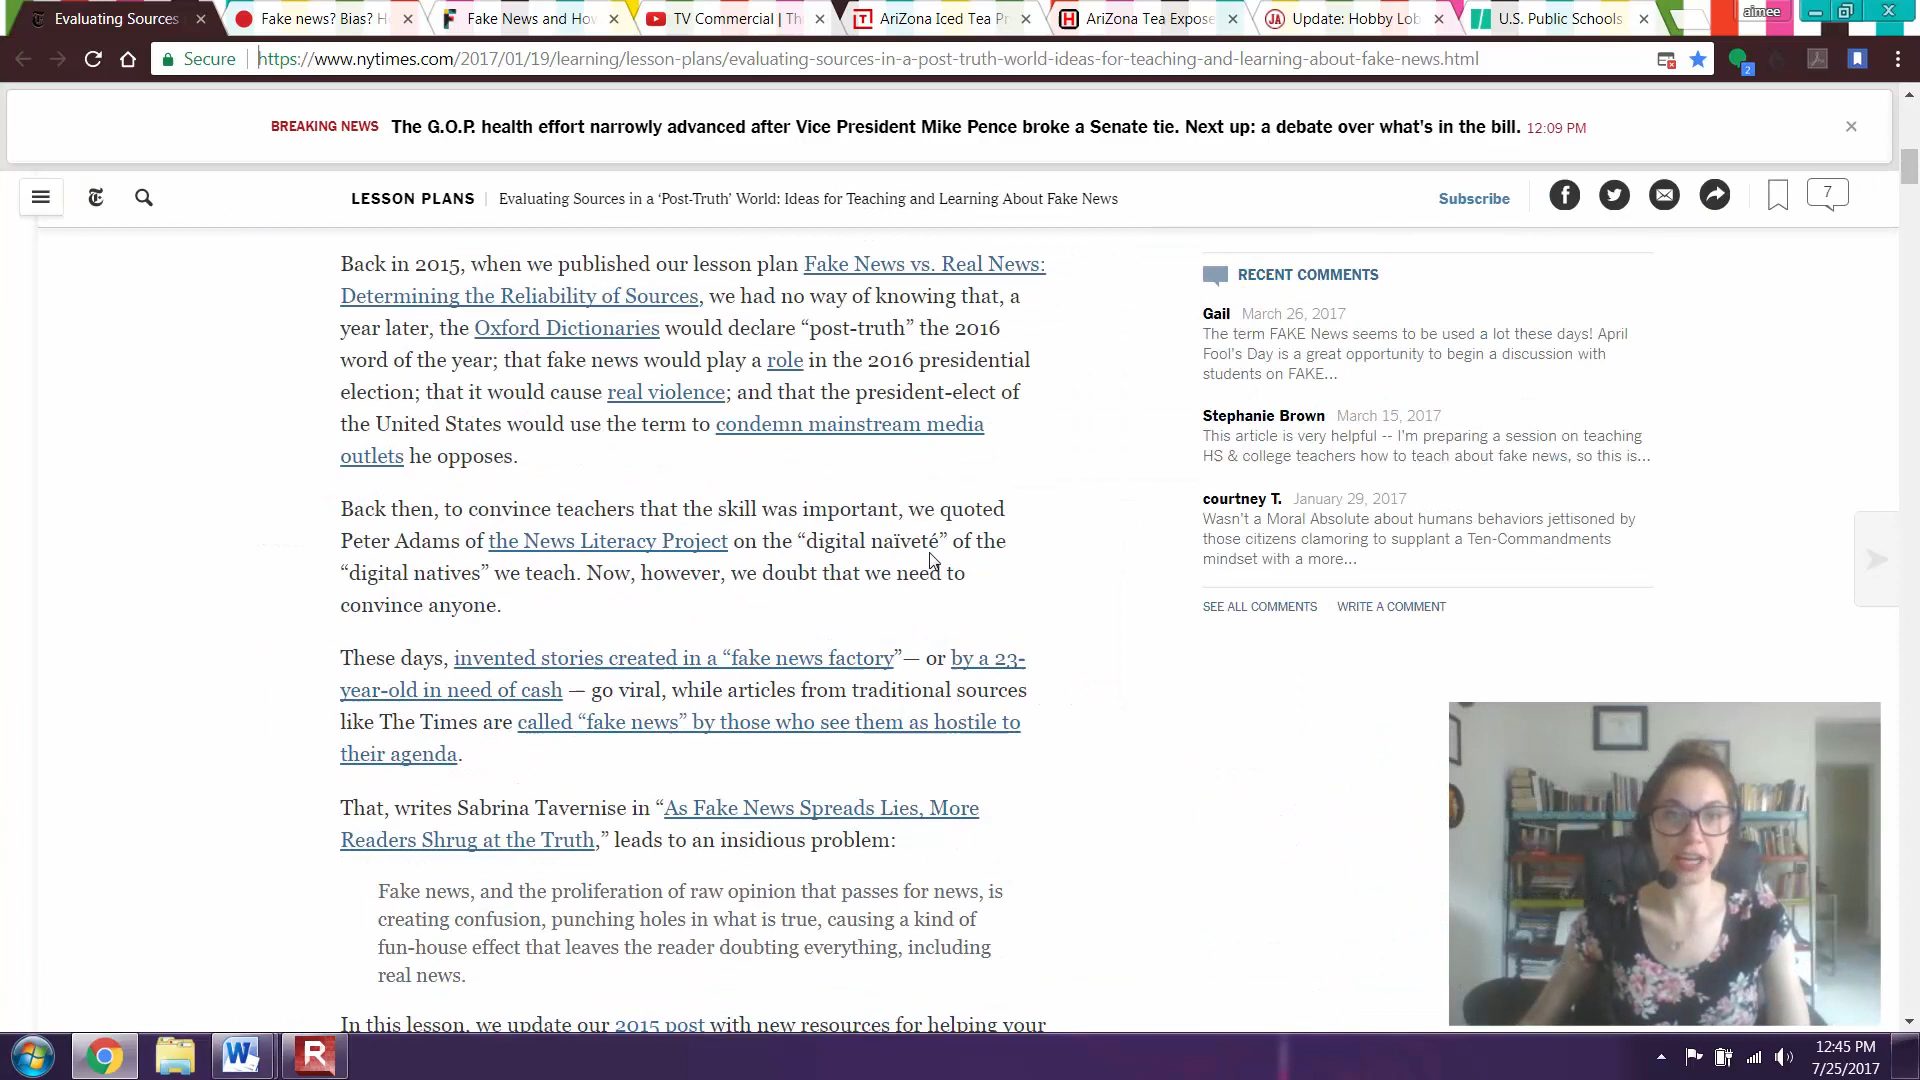 Evaluating Sources
Fake news? Bias? H
Fake News and How
TV Commercial | Th
AriZona Iced Tea Pr
AriZona Tea Expose
Update: Hobby Lob
U.S. Public Schools
aimee
Secure
https://www.nytimes.com/2017/01/19/learning/lesson-plans/evaluating-sources-in-a-post-truth-world-ideas-for-teaching-and-learning-about-fake-news.html
2
BREAKING NEWS The G.O.P. health effort narrowly advanced after Vice President Mike Pence broke a Senate tie. Next up: a debate over what's in the bill. 12:09 PM
LESSON PLANS | Evaluating Sources in a ‘Post-Truth’ World: Ideas for Teaching and Learning About Fake News
Subscribe
7
Back in 2015, when we published our lesson plan Fake News vs. Real News:
Determining the Reliability of Sources, we had no way of knowing that, a
year later, the Oxford Dictionaries would declare “post-truth” the 2016
word of the year; that fake news would play a role in the 2016 presidential
election; that it would cause real violence; and that the president-elect of
the United States would use the term to condemn mainstream media
outlets he opposes.
Back then, to convince teachers that the skill was important, we quoted
Peter Adams of the News Literacy Project on the “digital naïveté” of the
“digital natives” we teach. Now, however, we doubt that we need to
convince anyone.
These days, invented stories created in a “fake news factory”— or by a 23-
year-old in need of cash — go viral, while articles from traditional sources
like The Times are called “fake news” by those who see them as hostile to
their agenda.
That, writes Sabrina Tavernise in “As Fake News Spreads Lies, More
Readers Shrug at the Truth,” leads to an insidious problem:
Fake news, and the proliferation of raw opinion that passes for news, is
creating confusion, punching holes in what is true, causing a kind of
fun-house effect that leaves the reader doubting everything, including
real news.
In this lesson, we update our 2015 post with new resources for helping your
RECENT COMMENTS
Gail March 26, 2017
The term FAKE News seems to be used a lot these days! April
Fool's Day is a great opportunity to begin a discussion with
students on FAKE...
Stephanie Brown March 15, 2017
This article is very helpful -- I'm preparing a session on teaching
HS & college teachers how to teach about fake news, so this is...
courtney T. January 29, 2017
Wasn't a Moral Absolute about humans behaviors jettisoned by
those citizens clamoring to supplant a Ten-Commandments
mindset with a more...
SEE ALL COMMENTS WRITE A COMMENT
12:45 PM
7/25/2017